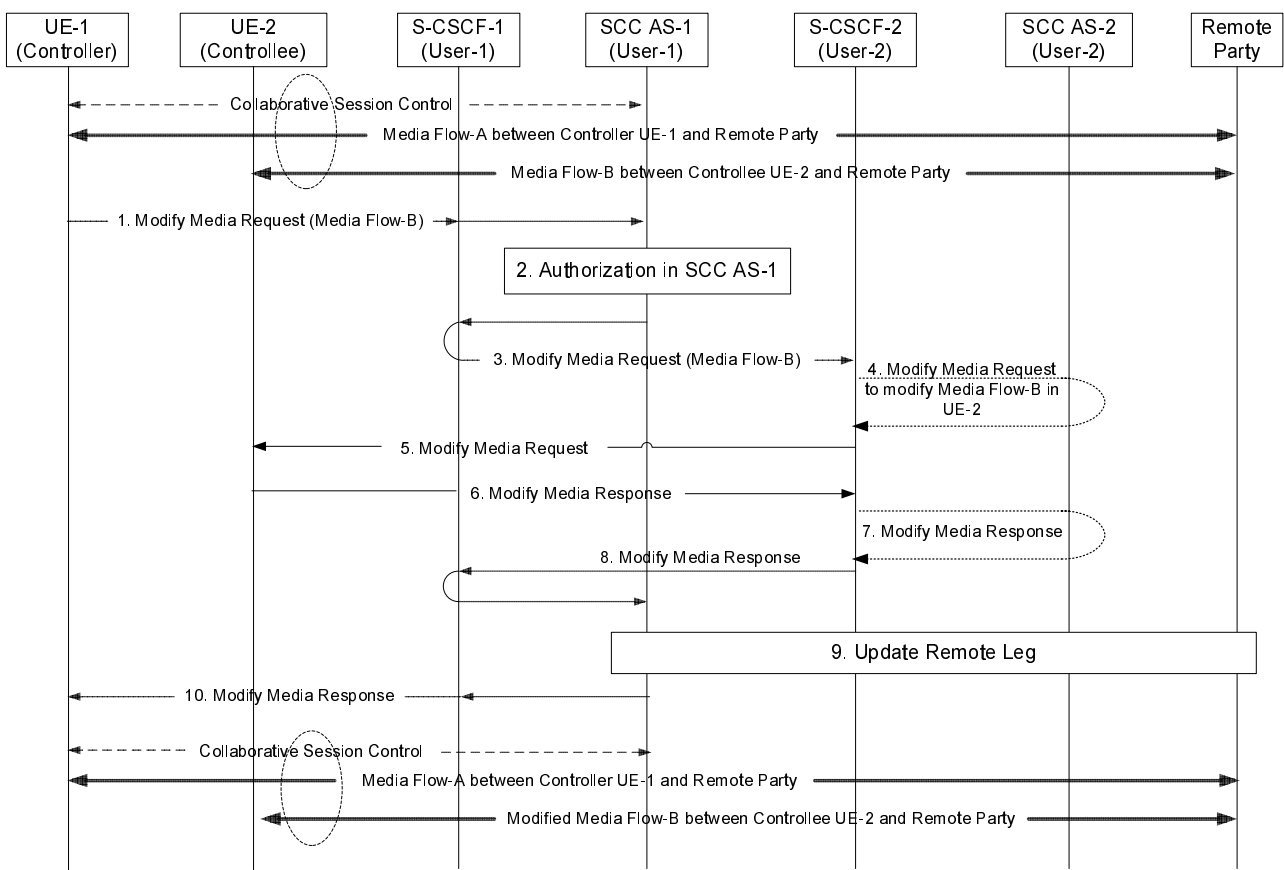 UE-1
(Controller)
UE-2
(Controllee)
S-CSCF-1
(User-1)
SCC AS-1
(User-1)
S-CSCF-2
(User-2)
SCC AS-2
(User-2)
Remote
Party
Collaborative Session Control
Media Flow-A between Controller UE-1 and Remote Party
Media Flow-B between Controllee UE-2 and Remote Party
1. Modify Media Request (Media Flow-B)
2. Authorization in SCC AS-1
3. Modify Media Request (Media Flow-B)
4. Modify Media Request
to modify Media Flow-B in
UE-2
5. Modify Media Request
6. Modify Media Response
7. Modify Media Response
8. Modify Media Response
9. Update Remote Leg
10. Modify Media Response
Collaborative Session Control
Media Flow-A between Controller UE-1 and Remote Party
Modified Media Flow-B between Controllee UE-2 and Remote Party